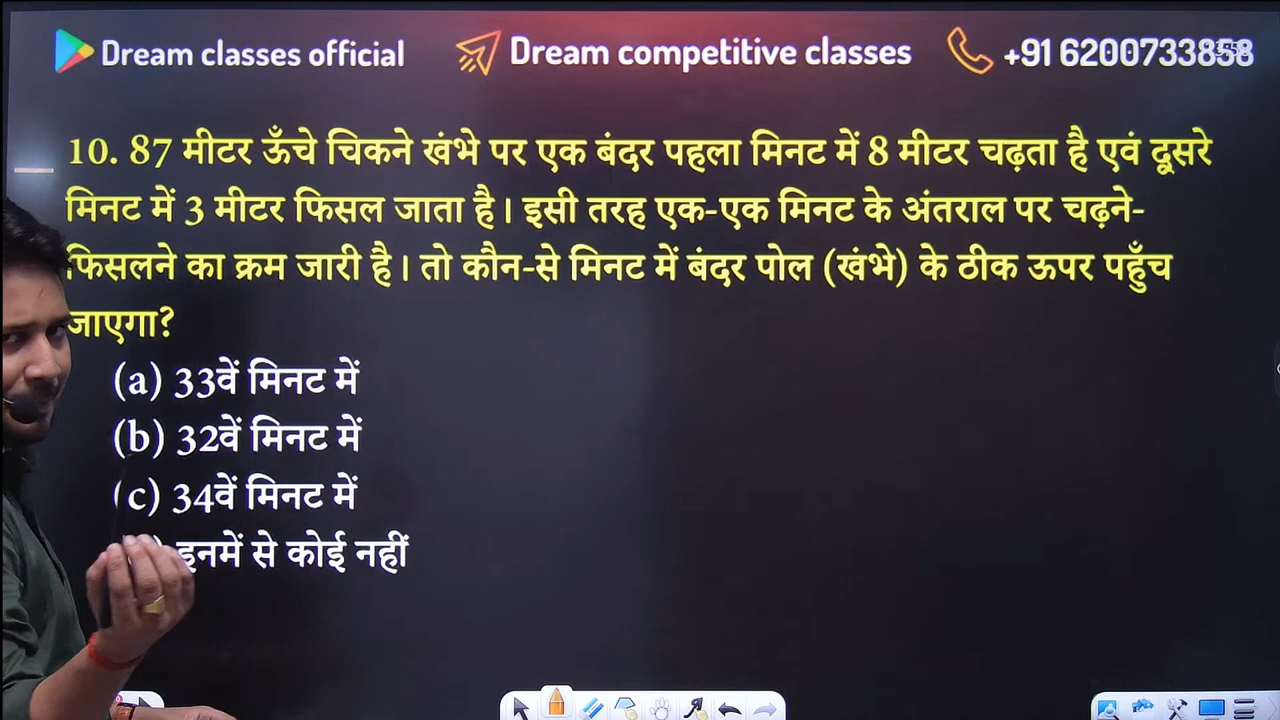 Dream classes official Dream competitive classes +91 6200733858
10. 87 मीटर ऊँचे चिकने खंभे पर एक बंदर पहला मिनट में 8 मीटर चढ़ता है एवं दूसरे
मिनट में 3 मीटर फिसल जाता है। इसी तरह एक-एक मिनट के अंतराल पर चढ़ने-
फिसलने का क्रम जारी है। तो कौन-से मिनट में बंदर पोल (खंभे) के ठीक ऊपर पहुँच
जाएगा?
(a) 33वें मिनट में
(b) 32वें मिनट में
(c) 34वें मिनट में
इनमें से कोई नहीं